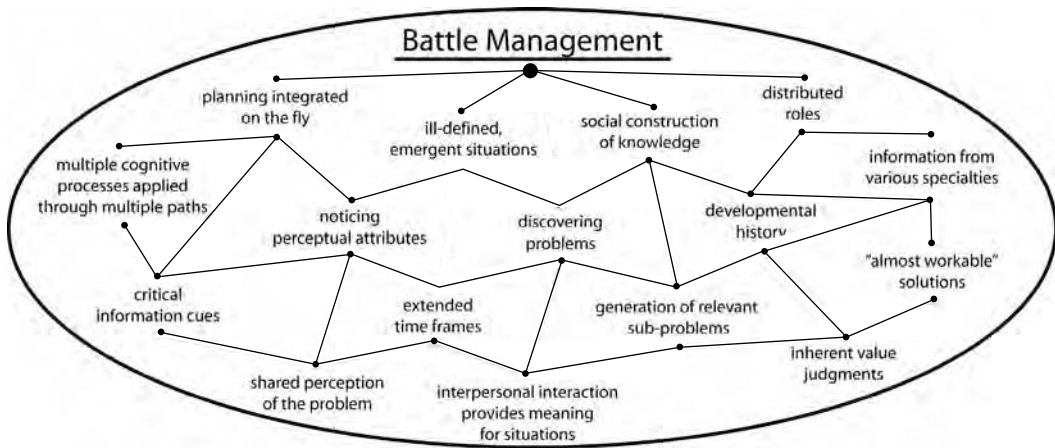 Battle Management
planning integrated
on the fly
ill-defined,
emergent situations
social construction
of knowledge
distributed
roles
multiple cognitive
processes applied
through multiple paths
noticing
perceptual attributes
discovering
problems
developmental
history
information from
various specialties
critical
information cues
extended
time frames
generation of relevant
sub-problems
"almost workable"
solutions
shared perception
of the problem
interpersonal interaction
provides meaning
for situations
inherent value
judgments